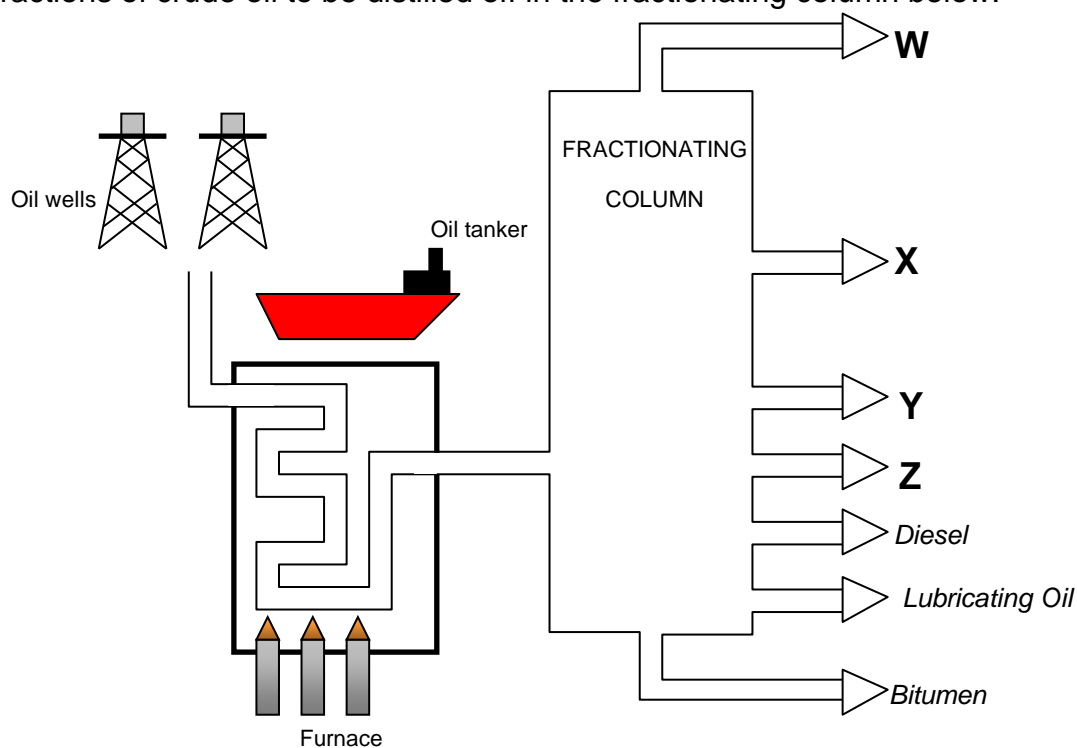 fractions of crude oil to be distilled off in the fractionating column below.
W
FRACTIONATING
COLUMN
Oil wells
Oil tanker
X
Y
Z
Diesel
Lubricating Oil
Bitumen
Furnace